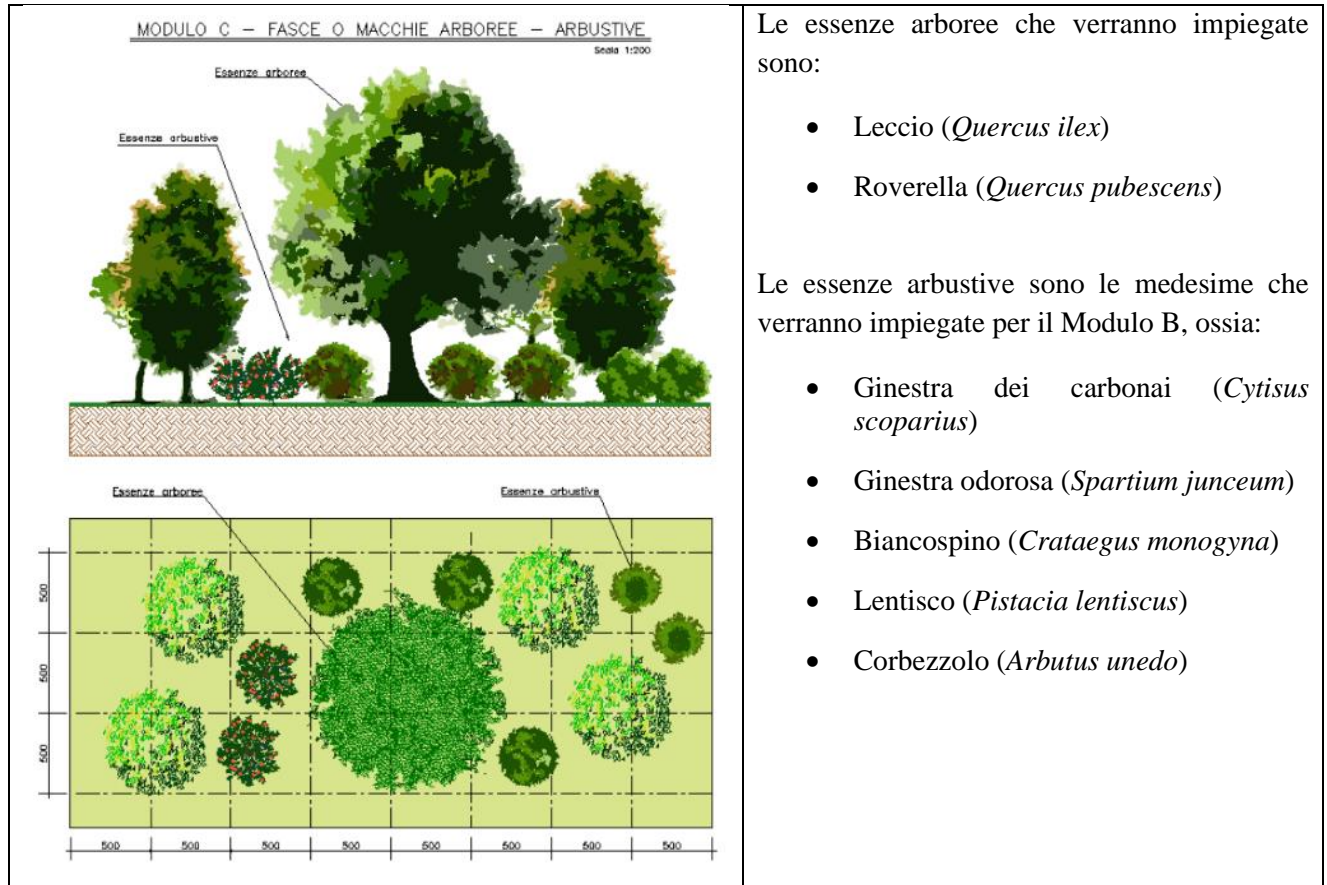 MODULO C – FASCE O MACCHIE ARBOREE – ARBUSTIVE
Scala 1:200
Essenze arboree
Essenze arbustive
Essenze arboree
Essenze arbustive
500
500
500
500 500 500 500 500 500 500 500
Le essenze arboree che verranno impiegate
sono:
• Leccio (Quercus ilex)
• Roverella (Quercus pubescens)
Le essenze arbustive sono le medesime che
verranno impiegate per il Modulo B, ossia:
• Ginestra dei carbonai (Cytisus
scoparius)
• Ginestra odorosa (Spartium junceum)
• Biancospino (Crataegus monogyna)
• Lentisco (Pistacia lentiscus)
• Corbezzolo (Arbutus unedo)